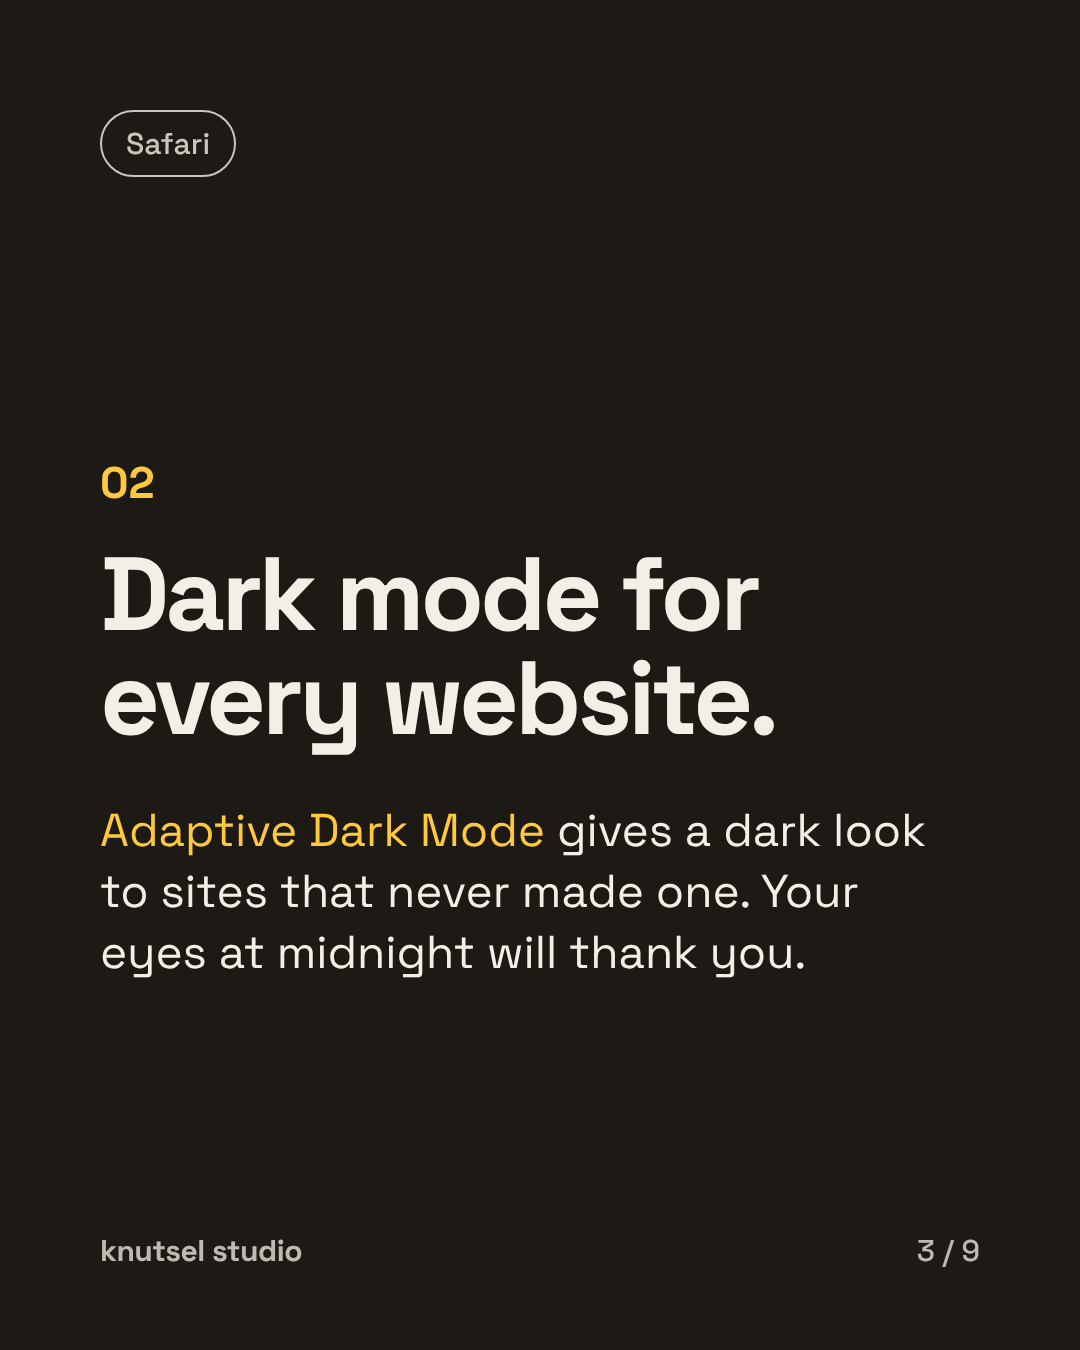 Safari
02
Dark mode for
every website.
Adaptive Dark Mode gives a dark look
to sites that never made one. Your
eyes at midnight will thank you.
knutsel studio
3 / 9